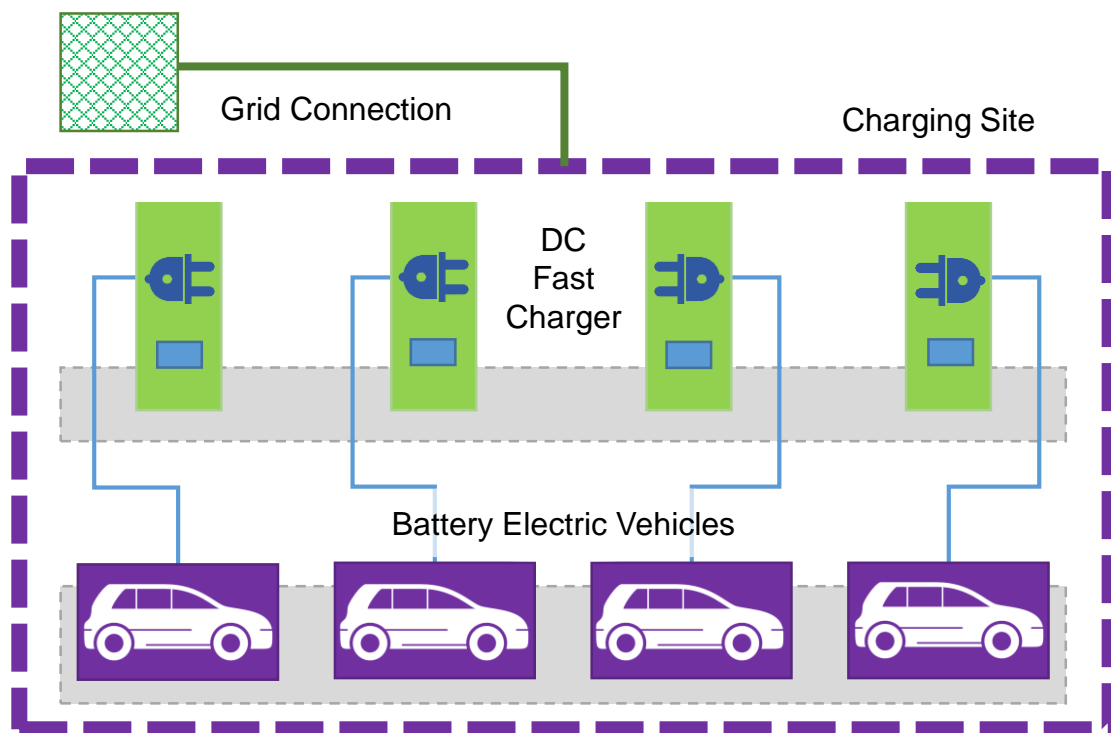 Grid Connection
Charging Site
DC
Fast
Charger
Battery Electric Vehicles